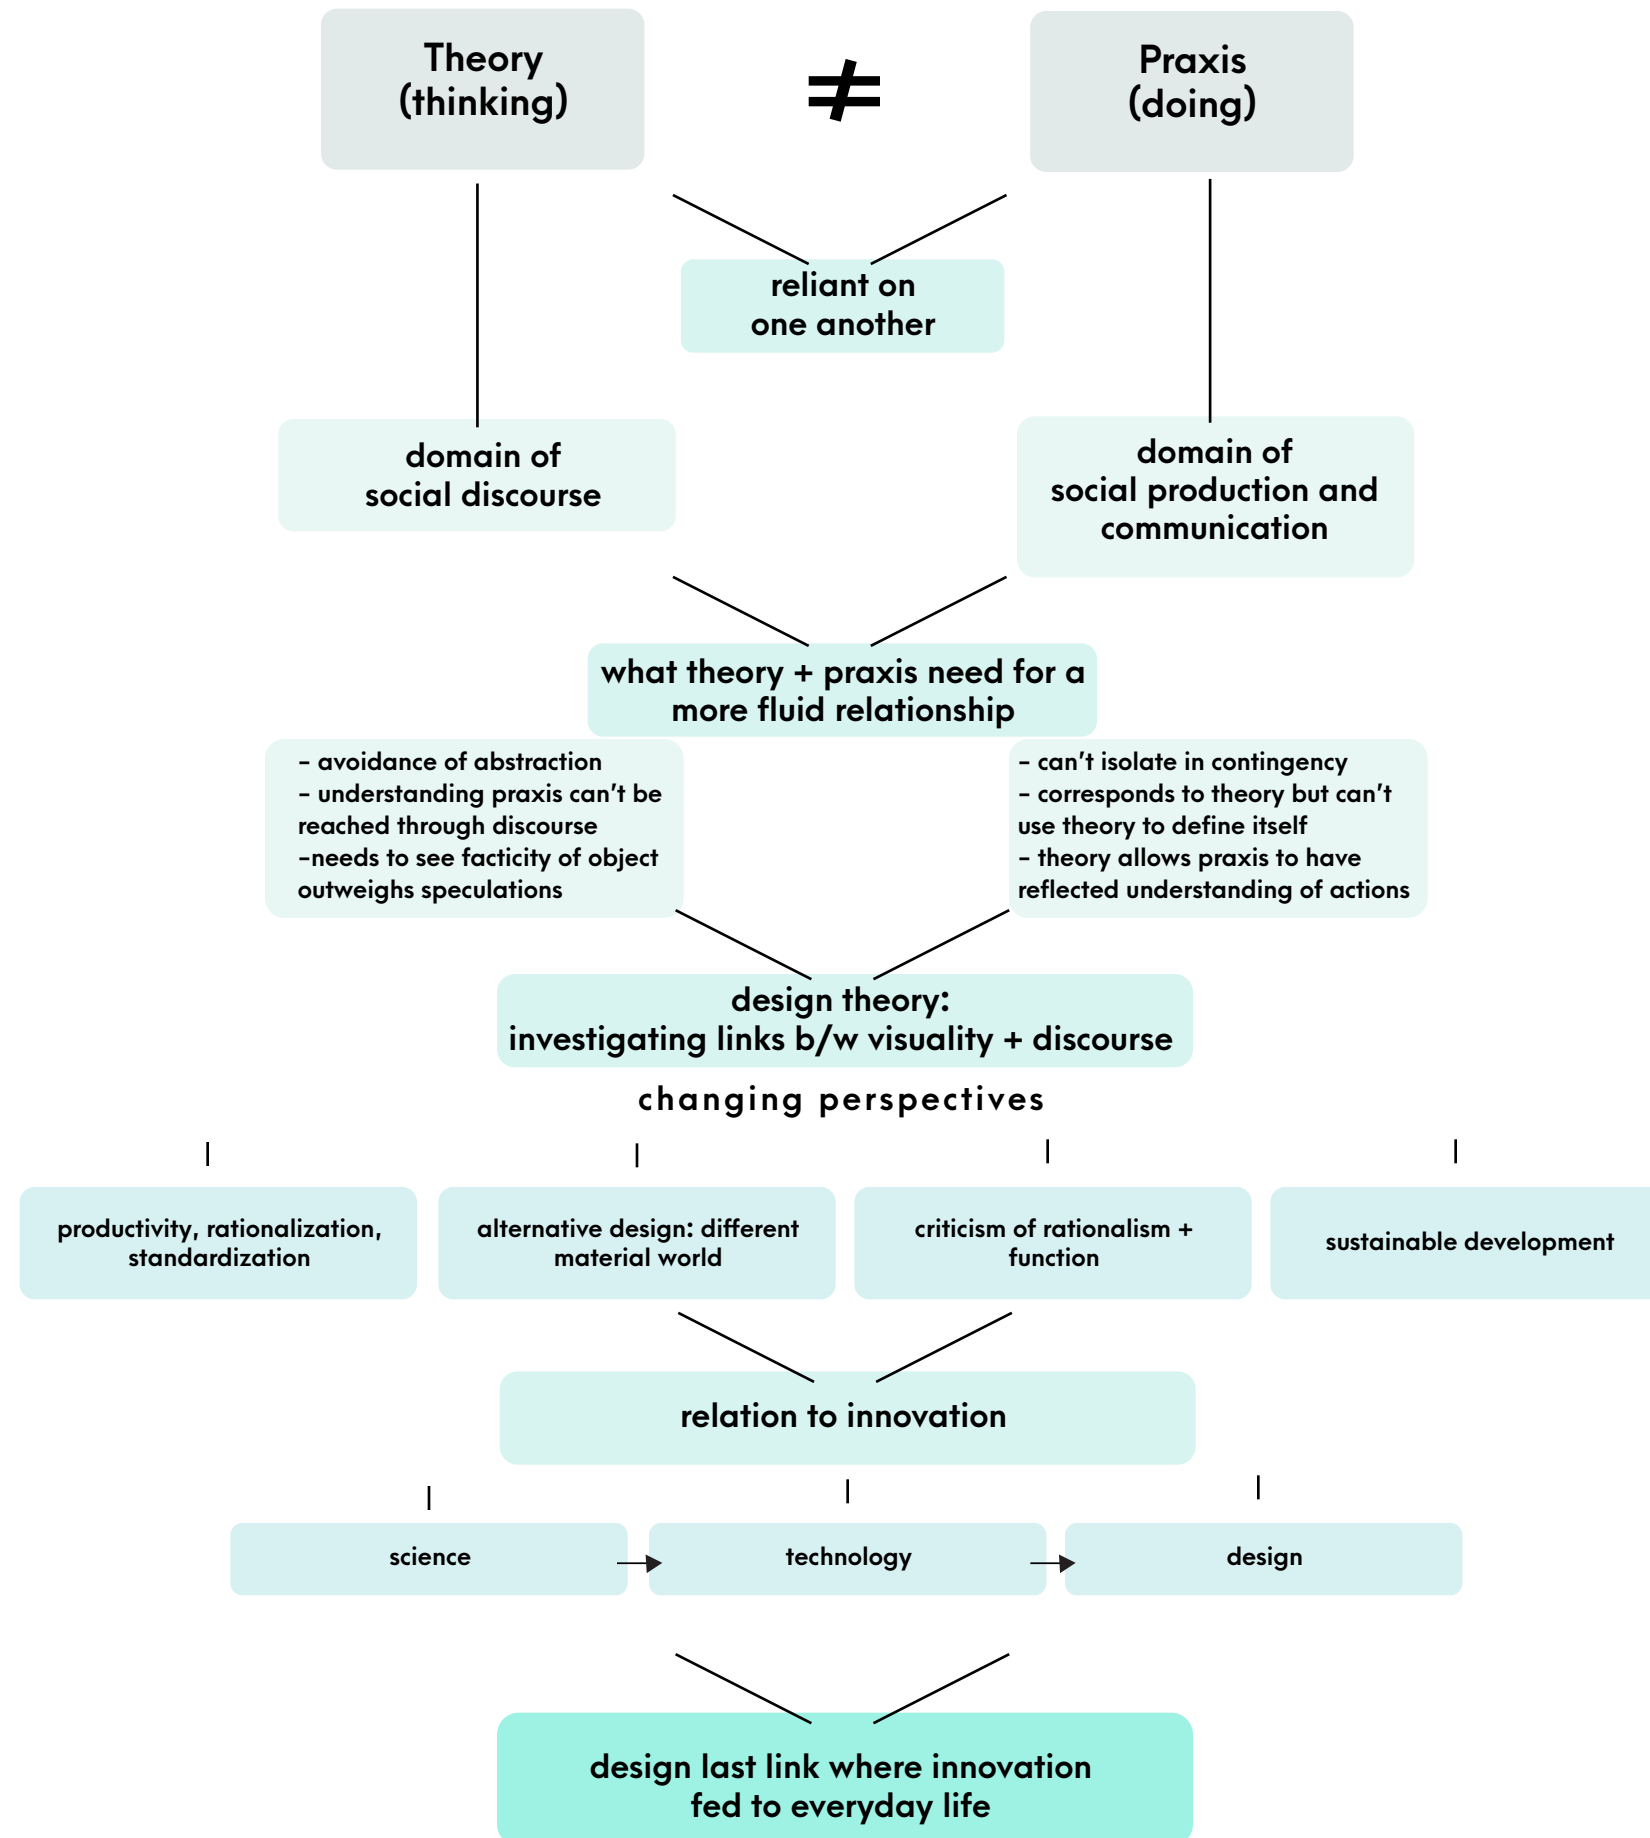 Theory
(thinking)
≠
Praxis
(doing)
reliant on
one another
domain of
social discourse
domain of
social production and
communication
what theory + praxis need for a
more fluid relationship
– avoidance of abstraction
– understanding praxis can't be
reached through discourse
–needs to see facticity of object
outweighs speculations
– can't isolate in contingency
– corresponds to theory but can't
use theory to define itself
– theory allows praxis to have
reflected understanding of actions
design theory:
investigating links b/w visuality + discourse
changing perspectives
productivity, rationalization,
standardization
alternative design: different
material world
criticism of rationalism +
function
sustainable development
relation to innovation
science
technology
design
design last link where innovation
fed to everyday life